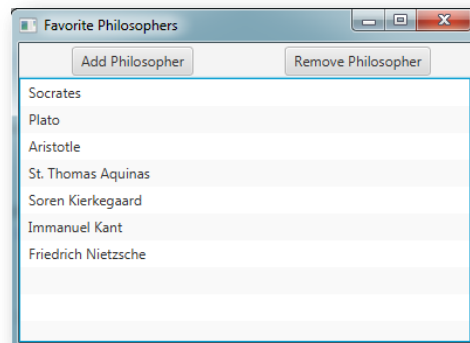 Favorite Philosophers
Add Philosopher Remove Philosopher
Socrates
Plato
Aristotle
St. Thomas Aquinas
Soren Kierkegaard
Immanuel Kant
Friedrich Nietzsche